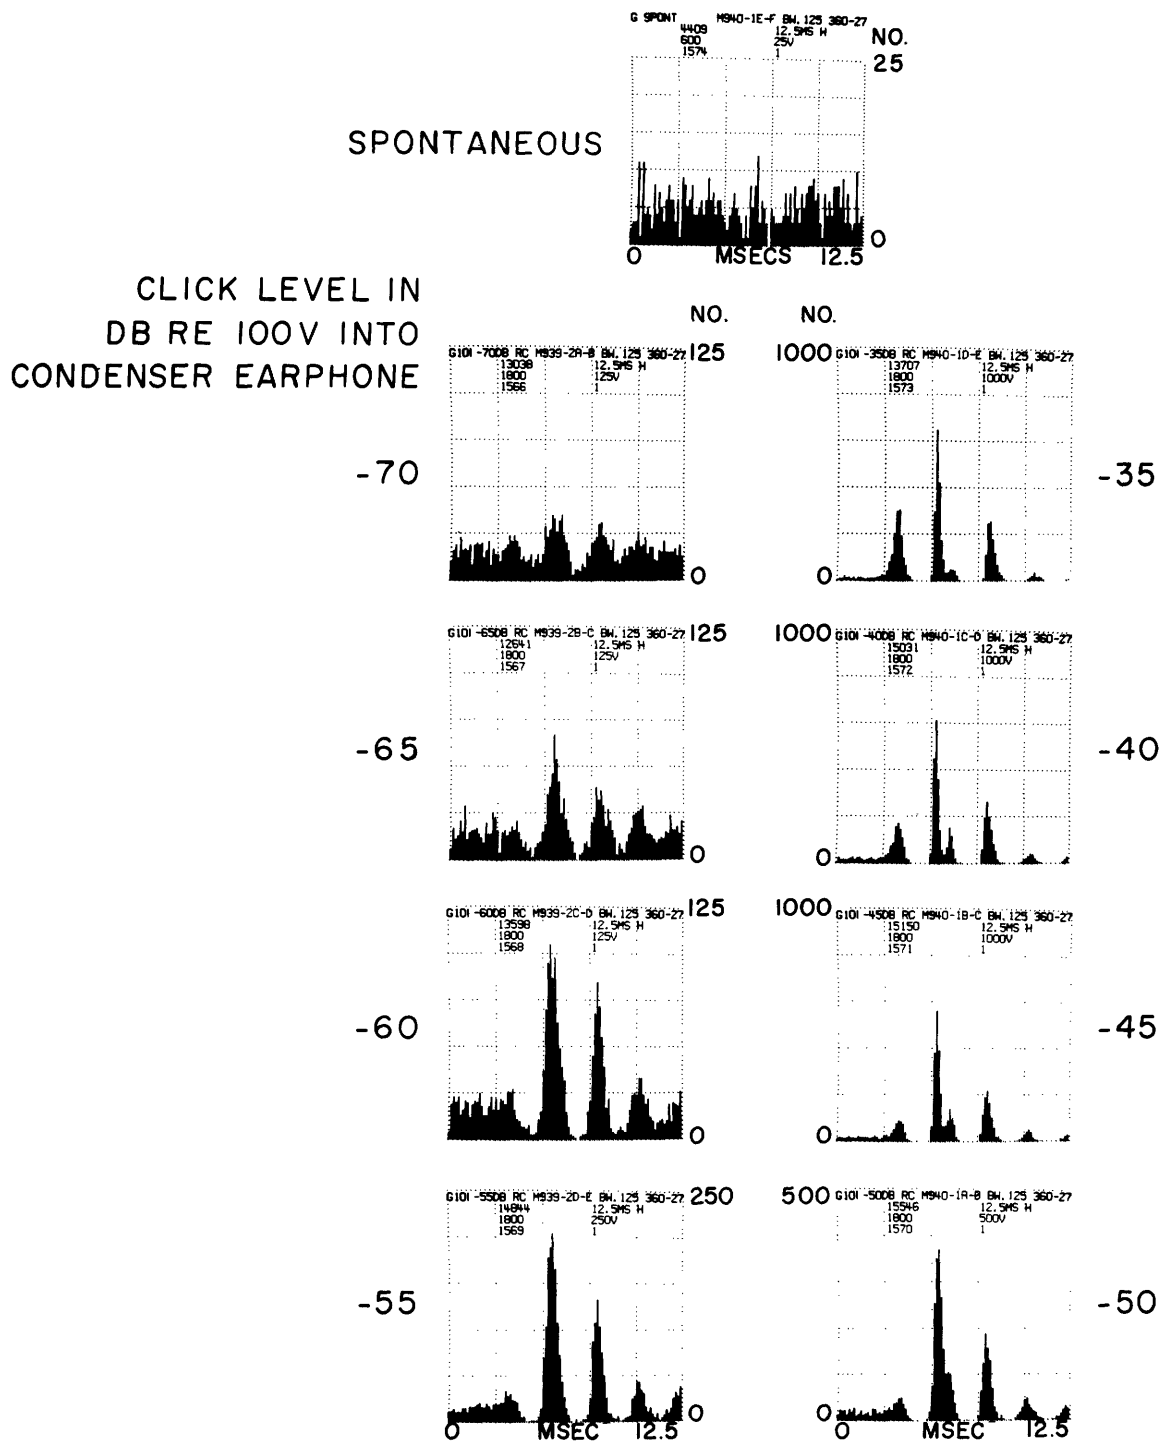 G SPONT M940-1E-F BW.125 360-27
4409 12.5MS H
600 25V
1574 1
NO.
25
SPONTANEOUS
0
0 MSECS 12.5
CLICK LEVEL IN
DB RE 100V INTO
CONDENSER EARPHONE
NO. NO.
G101 -70DB RC M939-2A-B BW.125 360-27 125
13038 12.5MS H
1800 125V
1566 1
-70
0
1000 G101 -35DB RC M940-1D-E BW.125 360-27
13707 12.5MS H
1800 1000V
1573 1
-35
0
G101 -65DB RC M939-2B-C BW.125 360-27 125
12641 12.5MS H
1800 125V
1567 1
-65
0
1000 G101 -40DB RC M940-1C-D BW.125 360-27
15031 12.5MS H
1800 1000V
1572 1
-40
0
G101 -60DB RC M939-2C-D BW.125 360-27 125
13598 12.5MS H
1800 125V
1568 1
-60
0
1000 G101 -45DB RC M940-1B-C BW.125 360-27
15150 12.5MS H
1800 1000V
1571 1
-45
0
G101 -55DB RC M939-2D-E BW.125 360-27 250
14844 12.5MS H
1800 250V
1569 1
-55
0
0 MSEC 12.5
500 G101 -50DB RC M940-1A-B BW.125 360-27
15546 12.5MS H
1800 500V
1570 1
-50
0
0 MSEC 12.5